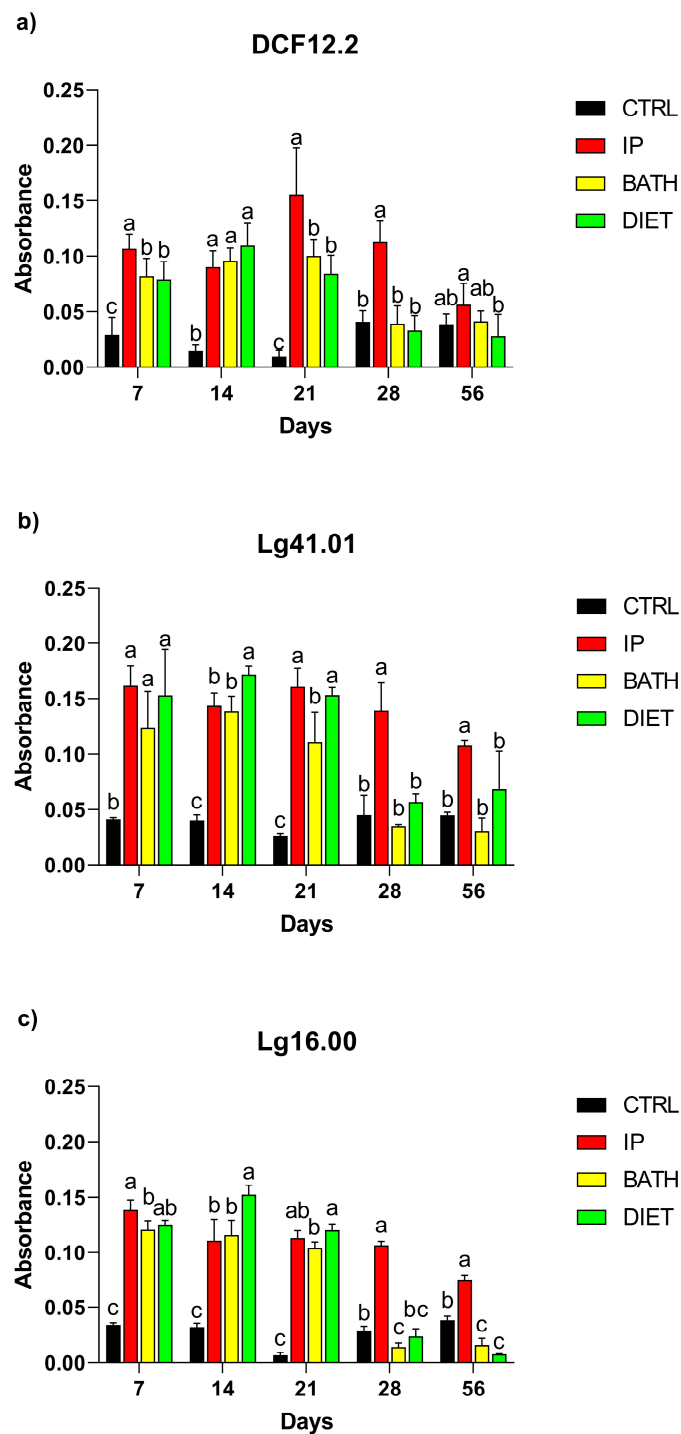 a)
DCF12.2
0.25
0.20
0.15
0.10
0.05
0.00
Absorbance
c a b b
b a a a
c a b b
b a b b
ab a ab b
7 14 21 28 56
Days
CTRL
IP
BATH
DIET
b)
Lg41.01
0.25
0.20
0.15
0.10
0.05
0.00
Absorbance
b a a a
c b b a
c a b a
b a b b
b a b b
7 14 21 28 56
Days
CTRL
IP
BATH
DIET
c)
Lg16.00
0.25
0.20
0.15
0.10
0.05
0.00
Absorbance
c a b ab
c b b a
c ab b a
b a c bc
b a c c
7 14 21 28 56
Days
CTRL
IP
BATH
DIET